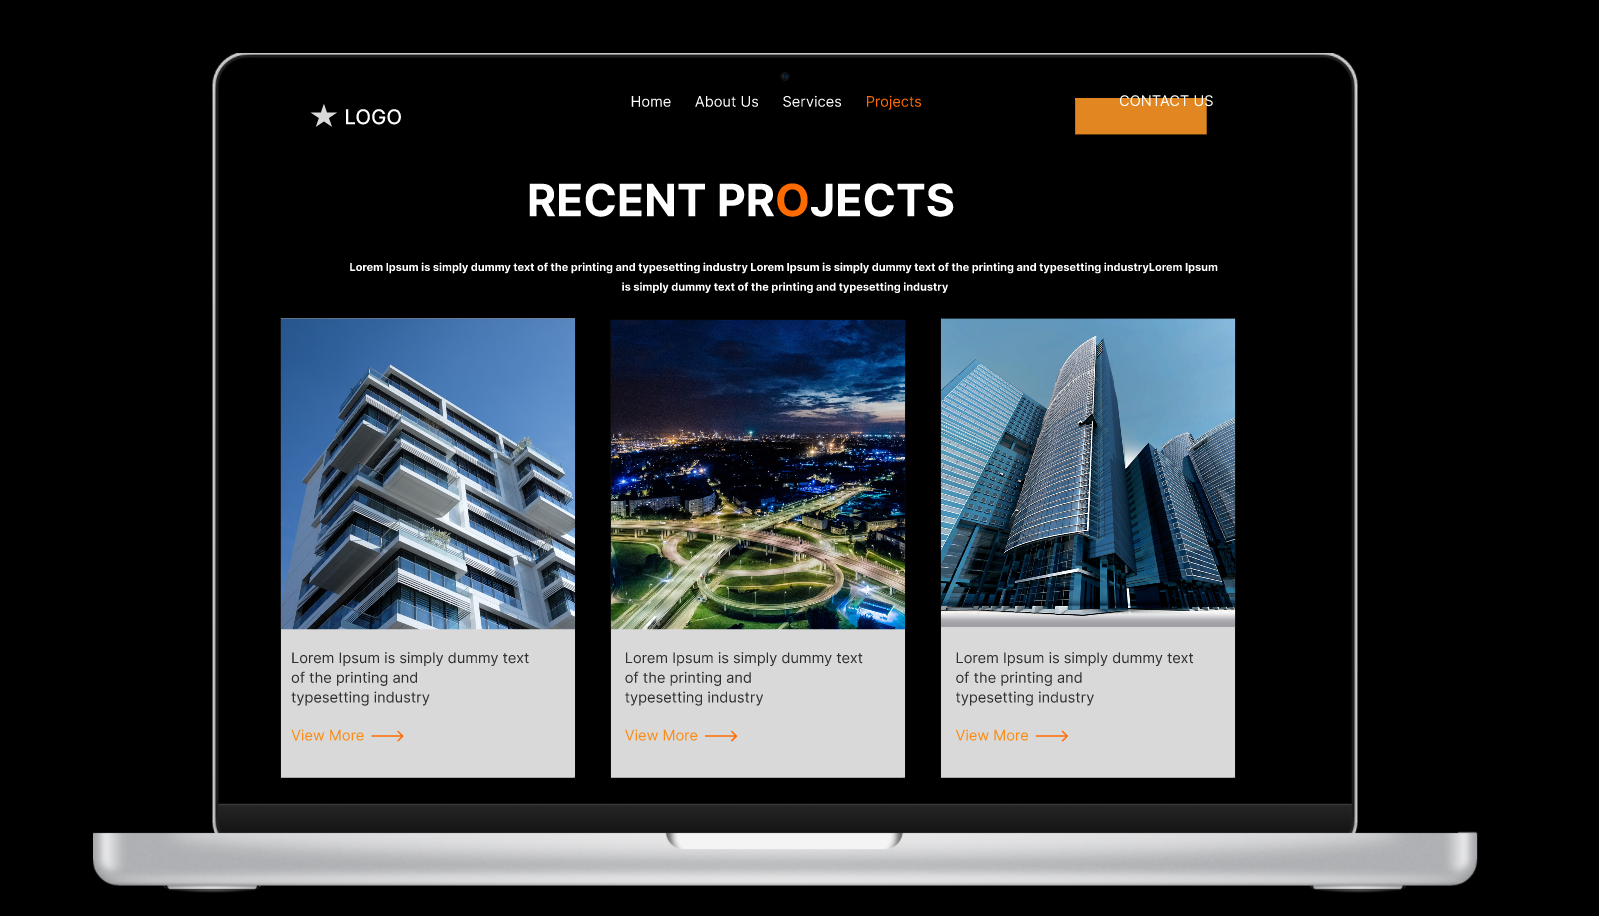 LOGO
Home About Us Services Projects
CONTACT US
RECENT PROJECTS
Lorem Ipsum is simply dummy text of the printing and typesetting industry Lorem Ipsum is simply dummy text of the printing and typesetting industryLorem Ipsum
is simply dummy text of the printing and typesetting industry
Lorem Ipsum is simply dummy text
of the printing and
typesetting industry
View More
Lorem Ipsum is simply dummy text
of the printing and
typesetting industry
View More
Lorem Ipsum is simply dummy text
of the printing and
typesetting industry
View More